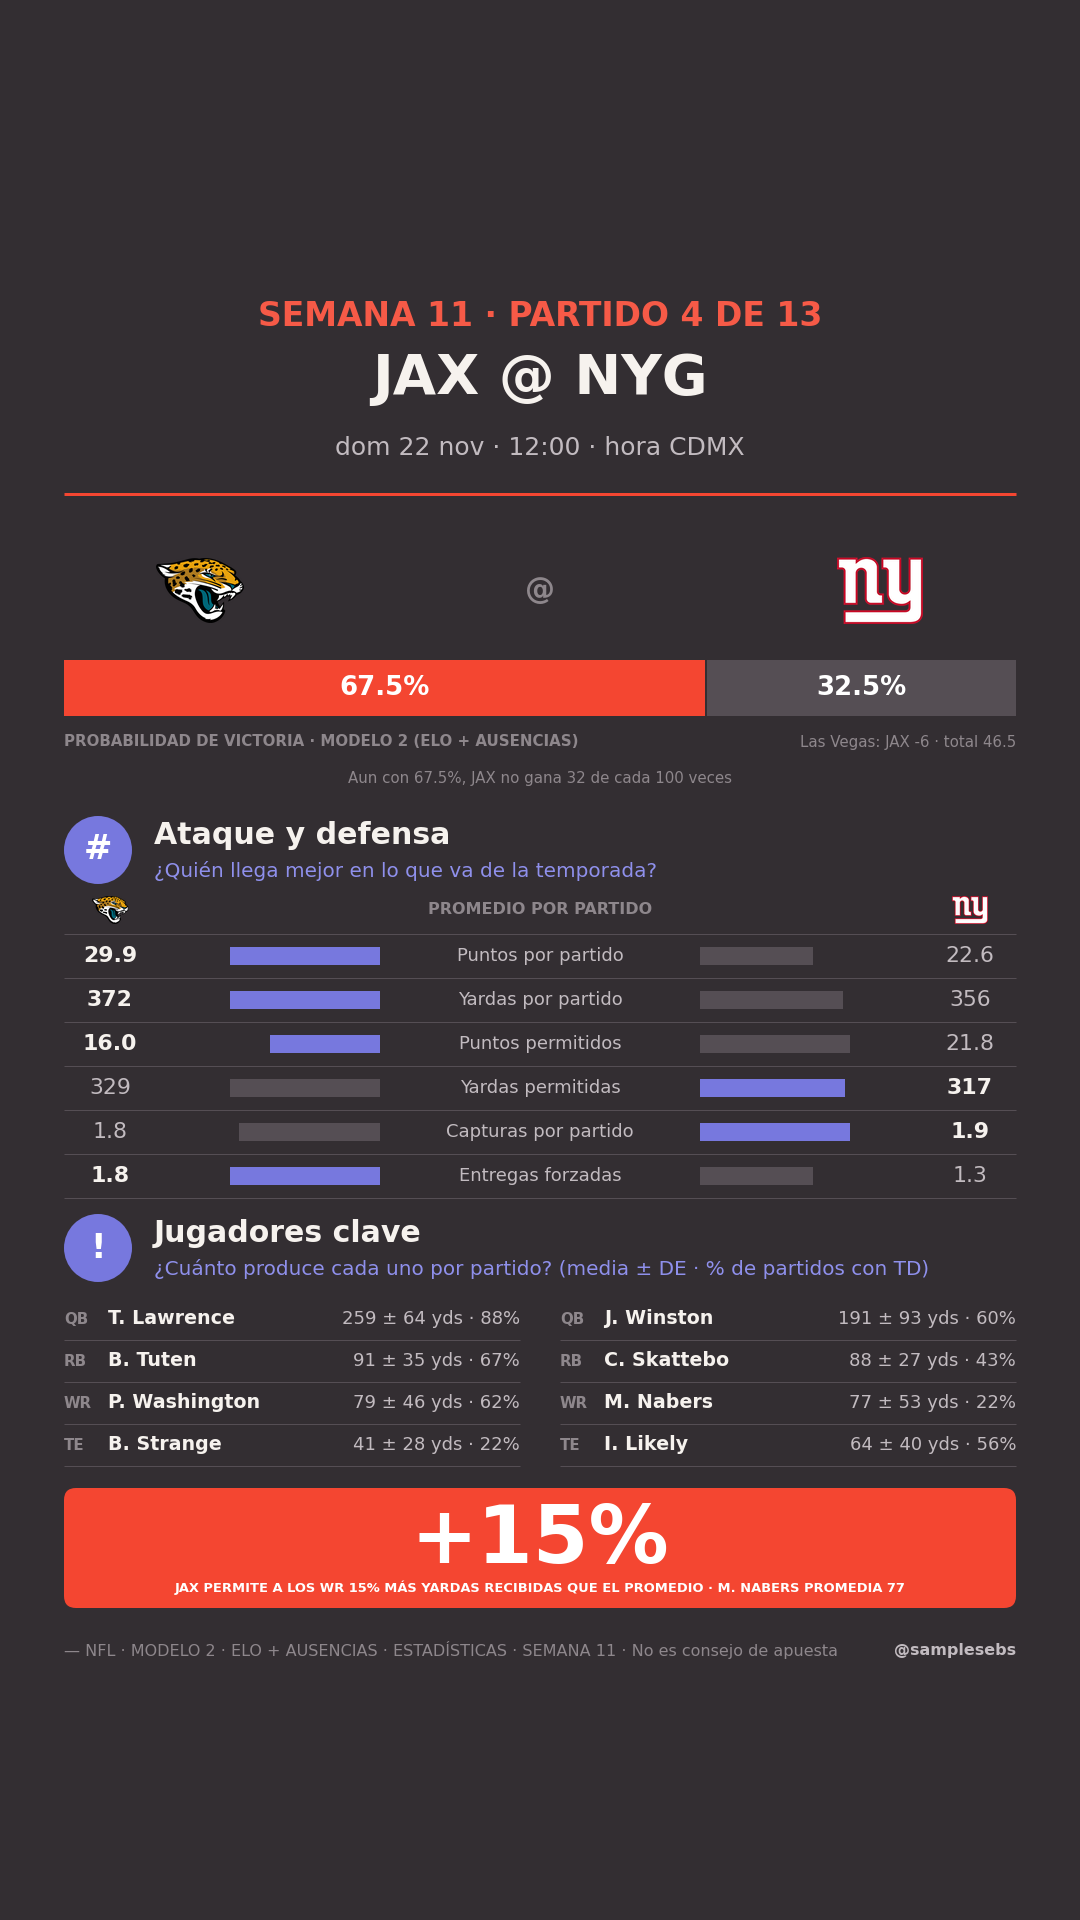 SEMANA 11 · PARTIDO 4 DE 13
JAX @ NYG
dom 22 nov · 12:00 · hora CDMX
@
ny
67.5% 32.5%
PROBABILIDAD DE VICTORIA · MODELO 2 (ELO + AUSENCIAS) Las Vegas: JAX -6 · total 46.5
Aun con 67.5%, JAX no gana 32 de cada 100 veces
# Ataque y defensa
¿Quién llega mejor en lo que va de la temporada?
PROMEDIO POR PARTIDO ny
29.9 Puntos por partido 22.6
372 Yardas por partido 356
16.0 Puntos permitidos 21.8
329 Yardas permitidas 317
1.8 Capturas por partido 1.9
1.8 Entregas forzadas 1.3
! Jugadores clave
¿Cuánto produce cada uno por partido? (media ± DE · % de partidos con TD)
QB T. Lawrence 259 ± 64 yds · 88% QB J. Winston 191 ± 93 yds · 60%
RB B. Tuten 91 ± 35 yds · 67% RB C. Skattebo 88 ± 27 yds · 43%
WR P. Washington 79 ± 46 yds · 62% WR M. Nabers 77 ± 53 yds · 22%
TE B. Strange 41 ± 28 yds · 22% TE I. Likely 64 ± 40 yds · 56%
+15%
JAX PERMITE A LOS WR 15% MÁS YARDAS RECIBIDAS QUE EL PROMEDIO · M. NABERS PROMEDIA 77
— NFL · MODELO 2 · ELO + AUSENCIAS · ESTADÍSTICAS · SEMANA 11 · No es consejo de apuesta @samplesebs